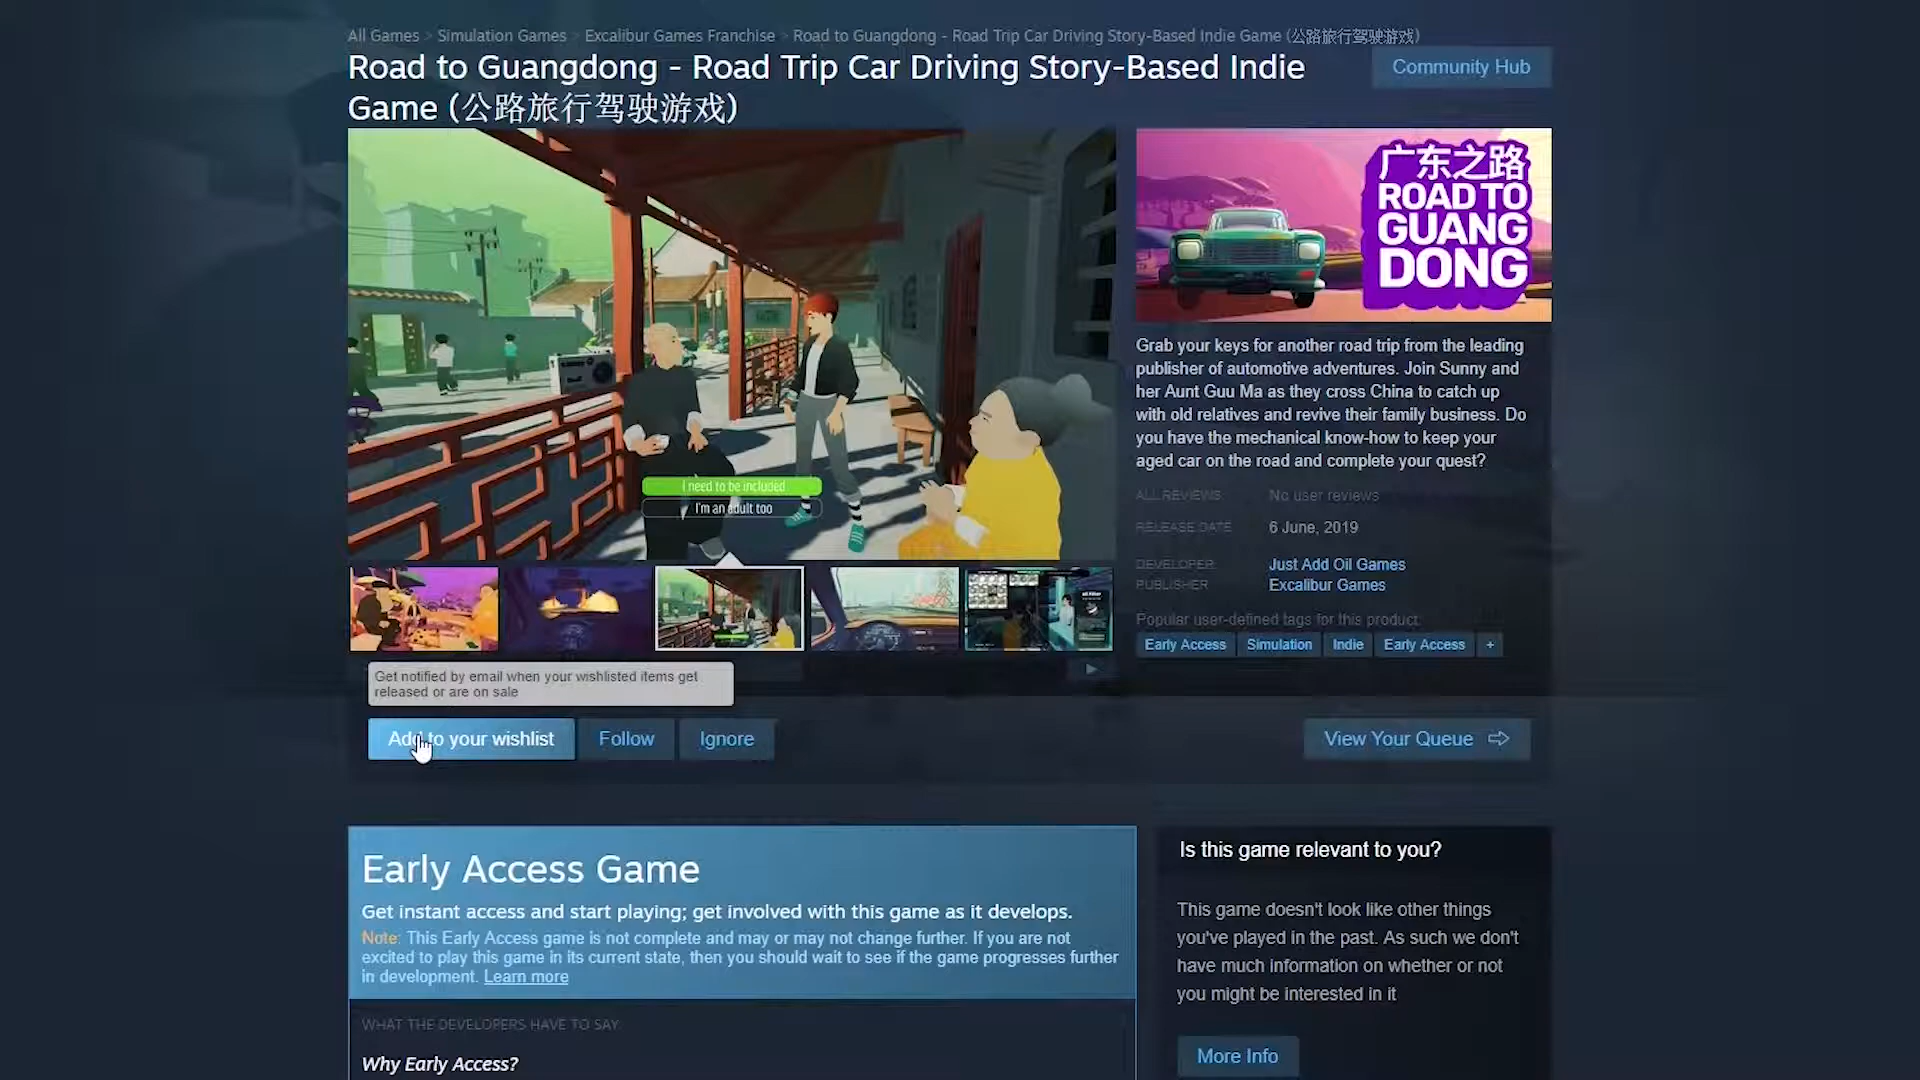 All Games > Simulation Games > Excalibur Games Franchise > Road to Guangdong - Road Trip Car Driving Story-Based Indie Game (公路旅行驾驶游戏)
Road to Guangdong - Road Trip Car Driving Story-Based Indie
Game (公路旅行驾驶游戏)
Community Hub
广东之路
ROAD TO
GUANG
DONG
I need to be included
I'm an adult too
Grab your keys for another road trip from the leading
publisher of automotive adventures. Join Sunny and
her Aunt Guu Ma as they cross China to catch up
with old relatives and revive their family business. Do
you have the mechanical know-how to keep your
aged car on the road and complete your quest?
ALL REVIEWS: No user reviews
RELEASE DATE: 6 June, 2019
DEVELOPER: Just Add Oil Games
PUBLISHER: Excalibur Games
Popular user-defined tags for this product:
Early Access Simulation Indie Early Access +
Get notified by email when your wishlisted items get
released or are on sale
Add to your wishlist Follow Ignore
View Your Queue
Early Access Game
Get instant access and start playing; get involved with this game as it develops.
Note: This Early Access game is not complete and may or may not change further. If you are not
excited to play this game in its current state, then you should wait to see if the game progresses further
in development. Learn more
WHAT THE DEVELOPERS HAVE TO SAY:
Why Early Access?
Is this game relevant to you?
This game doesn't look like other things
you've played in the past. As such we don't
have much information on whether or not
you might be interested in it
More Info